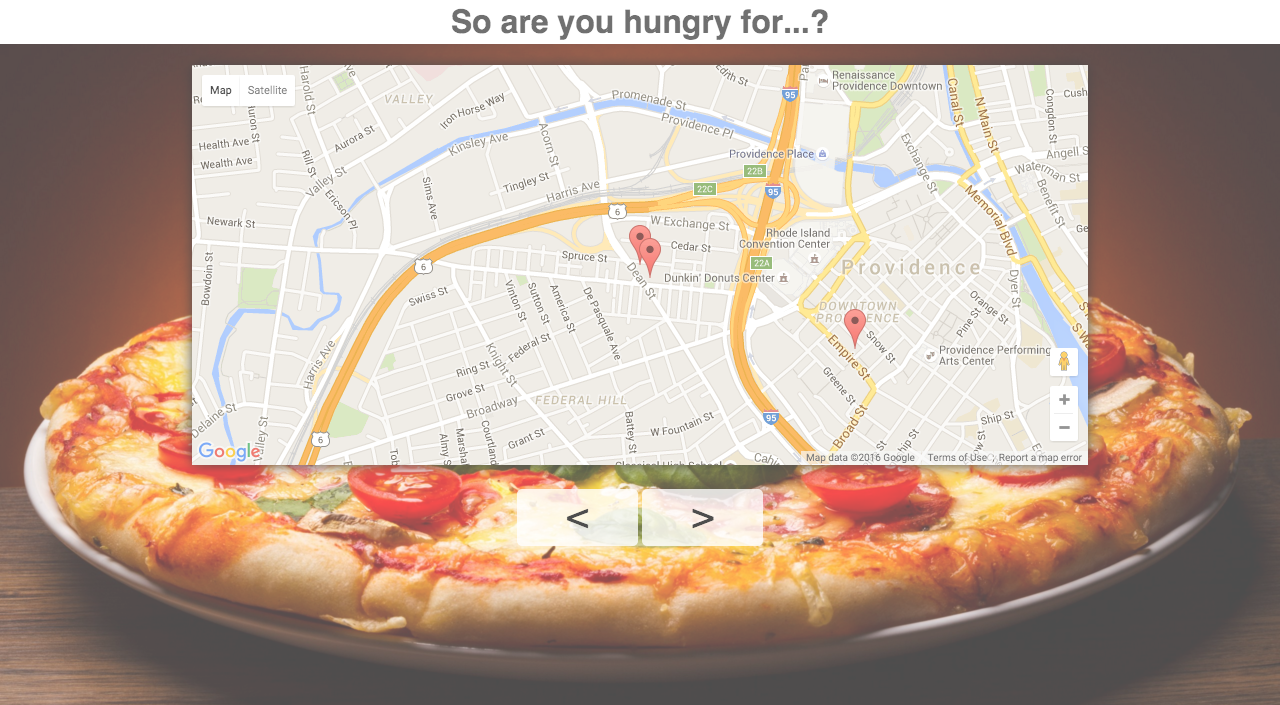 So are you hungry for...?
Map Satellite
VALLEY
Harold St
Iron Horse Way
Promenade St
Providence Pl
Renaissance
Providence Downtown
95
Canal St
N Main St
Congdon St
Cush
Huron St
Aurora St
Kinsley Ave
Acorn St
Health Ave
Wealth Ave
Rill St
Valley St
Ericson Pl
Sims Ave
Tingley St
Harris Ave
Providence Place
22B
22C
95
Exchange St
Angell S
Waterman St
Benefit St
Memorial Blvd
Newark St
6
W Exchange St
Rhode Island
Convention Center
Cedar St
Spruce St
Dean St
22A
Dunkin' Donuts Center
Providence
Dyer St
Bowdoin St
6
Swiss St
Vinton St
Sutton St
America St
De Pasquale Ave
DOWNTOWN
PROVIDENCE
Orange St
Pine St
Snow St
Empire St
Providence Performing
Arts Center
Harris Ave
Knight St
Federal St
Ring St
Grove St
Broadway
FEDERAL HILL
Greene St
Delaine St
Valley St
6
Grant St
Courtland
Marsha
Almy S
Battey St
W Fountain St
95
Broad St
Ship St
Classical High School
Google
Map data ©2016 Google Terms of Use Report a map error
+
−
< >